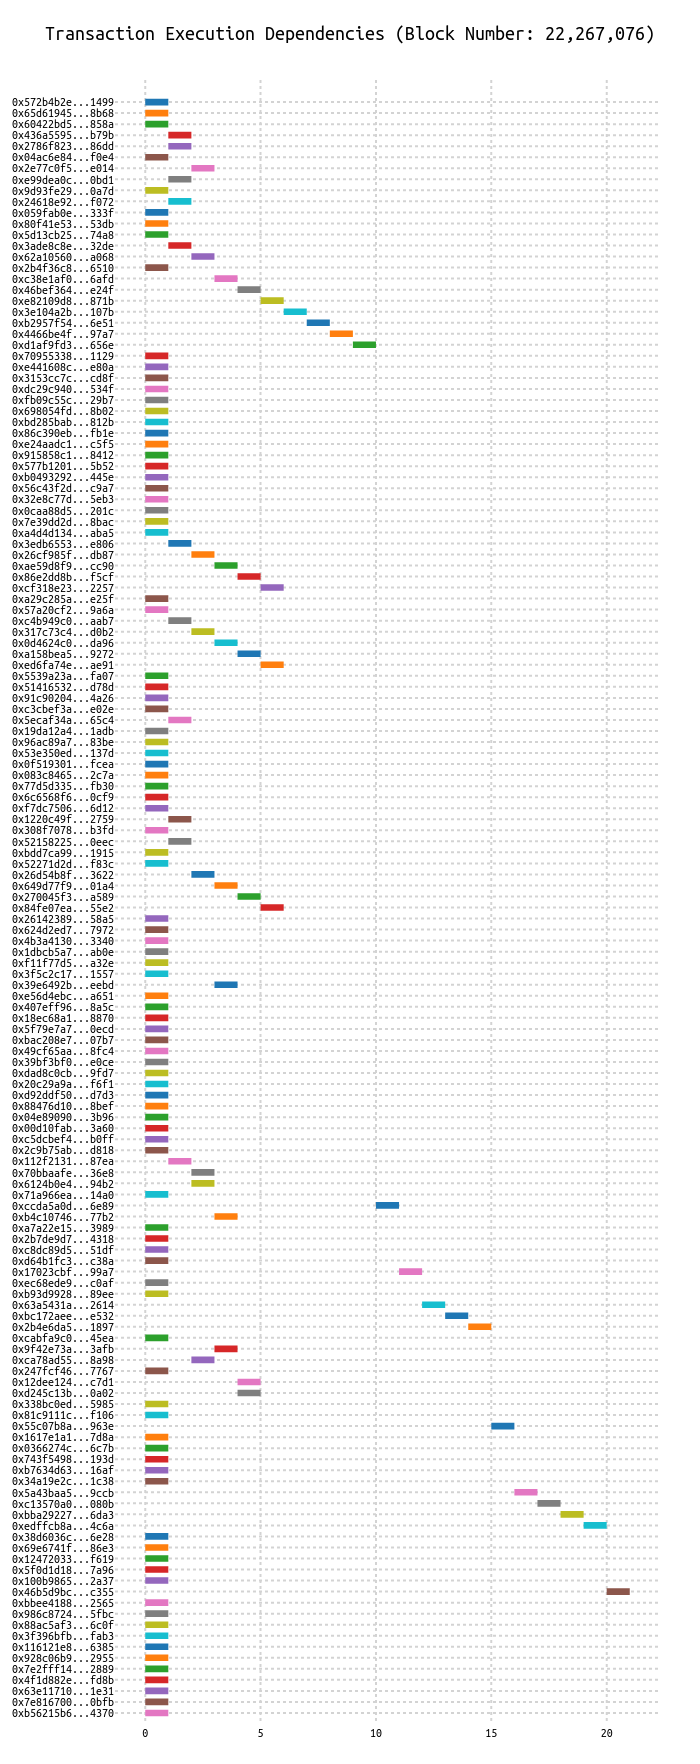 Transaction Execution Dependencies (Block Number: 22,267,076)
0x572b4b2e...1499
0x65d61945...8b68
0x60422bd5...858a
0x436a5595...b79b
0x2786f823...86dd
0x04ac6e84...f0e4
0x2e77c0f5...e014
0xe99dea0c...0bd1
0x9d93fe29...0a7d
0x24618e92...f072
0x059fab0e...333f
0x80f41e53...53db
0x5d13cb25...74a8
0x3ade8c8e...32de
0x62a10560...a068
0x2b4f36c8...6510
0xc38e1af0...6afd
0x46bef364...e24f
0xe82109d8...871b
0x3e104a2b...107b
0xb2957f54...6e51
0x4466be4f...97a7
0xd1af9fd3...656e
0x70955338...1129
0xe441608c...e80a
0x3153cc7c...cd8f
0xdc29c940...534f
0xfb09c55c...29b7
0x698054fd...8b02
0xbd285bab...812b
0x86c390eb...fb1e
0xe24aadc1...c5f5
0x915858c1...8412
0x577b1201...5b52
0xb0493292...445e
0x56c43f2d...c9a7
0x32e8c77d...5eb3
0x0caa88d5...201c
0x7e39dd2d...8bac
0xa4d4d134...aba5
0x3edb6553...e806
0x26cf985f...db87
0xae59d8f9...cc90
0x86e2dd8b...f5cf
0xcf318e23...2257
0xa29c285a...e25f
0x57a20cf2...9a6a
0xc4b949c0...aab7
0x317c73c4...d0b2
0x0d4624c0...da96
0xa158bea5...9272
0xed6fa74e...ae91
0x5539a23a...fa07
0x51416532...d78d
0x91c90204...4a26
0xc3cbef3a...e02e
0x5ecaf34a...65c4
0x19da12a4...1adb
0x96ac89a7...83be
0x53e350ed...137d
0x0f519301...fcea
0x083c8465...2c7a
0x77d5d335...fb30
0x6c6568f6...0cf9
0xf7dc7506...6d12
0x1220c49f...2759
0x308f7078...b3fd
0x52158225...0eec
0xbdd7ca99...1915
0x52271d2d...f83c
0x26d54b8f...3622
0x649d77f9...01a4
0x270045f3...a589
0x84fe07ea...55e2
0x26142389...58a5
0x624d2ed7...7972
0x4b3a4130...3340
0x1dbcb5a7...ab0e
0xf11f77d5...a32e
0x3f5c2c17...1557
0x39e6492b...eebd
0xe56d4ebc...a651
0x407eff96...8a5c
0x18ec68a1...8870
0x5f79e7a7...0ecd
0xbac208e7...07b7
0x49cf65aa...8fc4
0x39bf3bf0...e0ce
0xdad8c0cb...9fd7
0x20c29a9a...f6f1
0xd92ddf50...d7d3
0x88476d10...8bef
0x04e89090...3b96
0x00d10fab...3a60
0xc5dcbef4...b0ff
0x2c9b75ab...d818
0x112f2131...87ea
0x70bbaafe...36e8
0x6124b0e4...94b2
0x71a966ea...14a0
0xccda5a0d...6e89
0xb4c10746...77b2
0xa7a22e15...3989
0x2b7de9d7...4318
0xc8dc89d5...51df
0xd64b1fc3...c38a
0x17023cbf...99a7
0xec68ede9...c0af
0xb93d9928...89ee
0x63a5431a...2614
0xbc172aee...e532
0x2b4e6da5...1897
0xcabfa9c0...45ea
0x9f42e73a...3afb
0xca78ad55...8a98
0x247fcf46...7767
0x12dee124...c7d1
0xd245c13b...0a02
0x338bc0ed...5985
0x81c9111c...f106
0x55c07b8a...963e
0x1617e1a1...7d8a
0x0366274c...6c7b
0x743f5498...193d
0xb7634d63...16af
0x34a19e2c...1c38
0x5a43baa5...9ccb
0xc13570a0...080b
0xbba29227...6da3
0xedffcb8a...4c6a
0x38d6036c...6e28
0x69e6741f...86e3
0x12472033...f619
0x5f0d1d18...7a96
0x100b9865...2a37
0x46b5d9bc...c355
0xbbee4188...2565
0x986c8724...5fbc
0x88ac5af3...6c0f
0x3f396bfb...fab3
0x116121e8...6385
0x928c06b9...2955
0x7e2fff14...2889
0x4f1d882e...fd8b
0x63e11710...1e31
0x7e816700...0bfb
0xb56215b6...4370
0 5 10 15 20